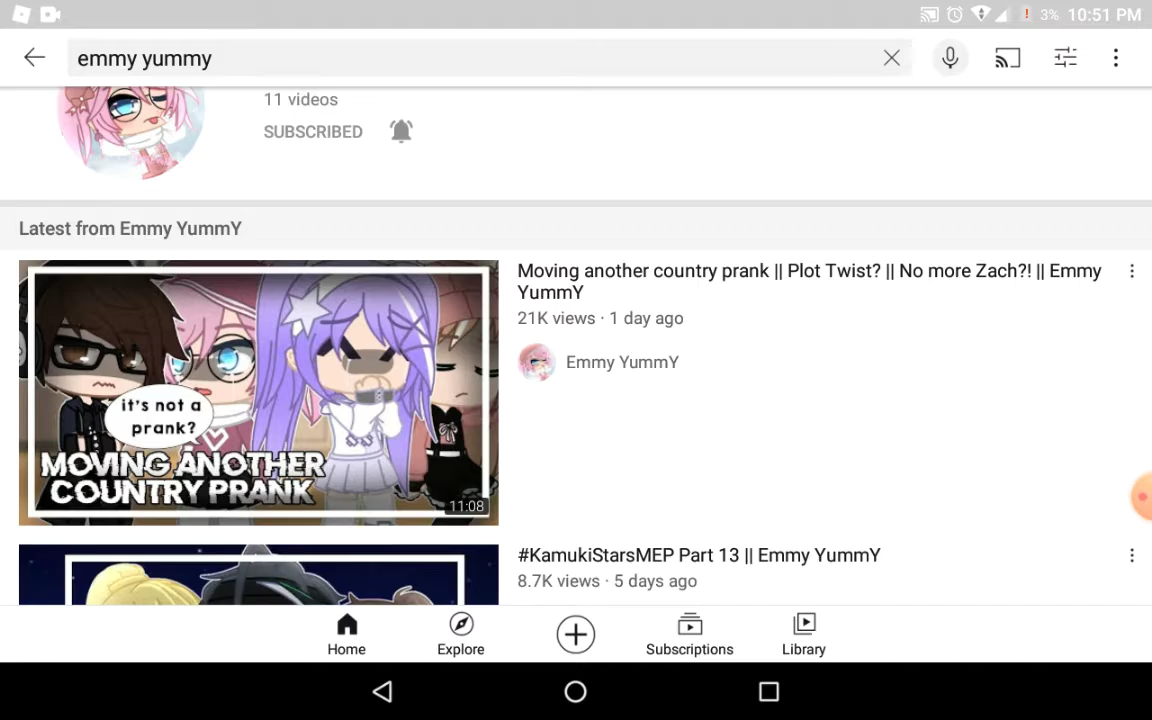 3% 10:51 PM
emmy yummy
11 videos
SUBSCRIBED
Latest from Emmy YummY
it's not a
prank?
MOVING ANOTHER
COUNTRY PRANK
11:08
Moving another country prank || Plot Twist? || No more Zach?! || Emmy
YummY
21K views · 1 day ago
Emmy YummY
#KamukiStarsMEP Part 13 || Emmy YummY
8.7K views · 5 days ago
Home
Explore
Subscriptions
Library